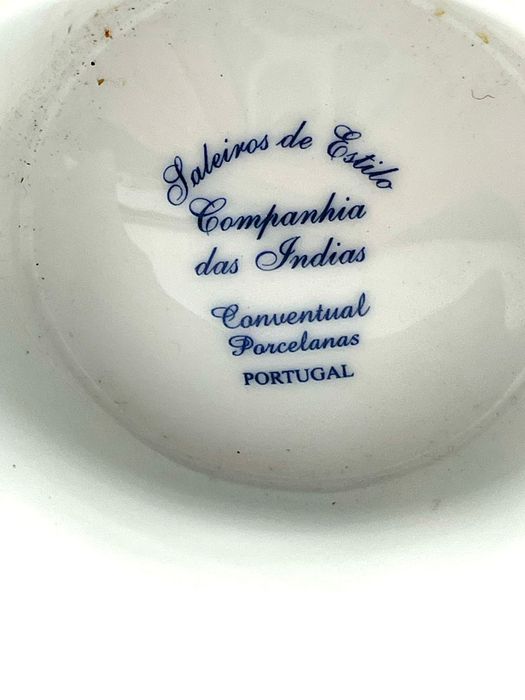 Saleiros de Estilo
Companhia
das Indias
Conventual
Porcelanas
PORTUGAL